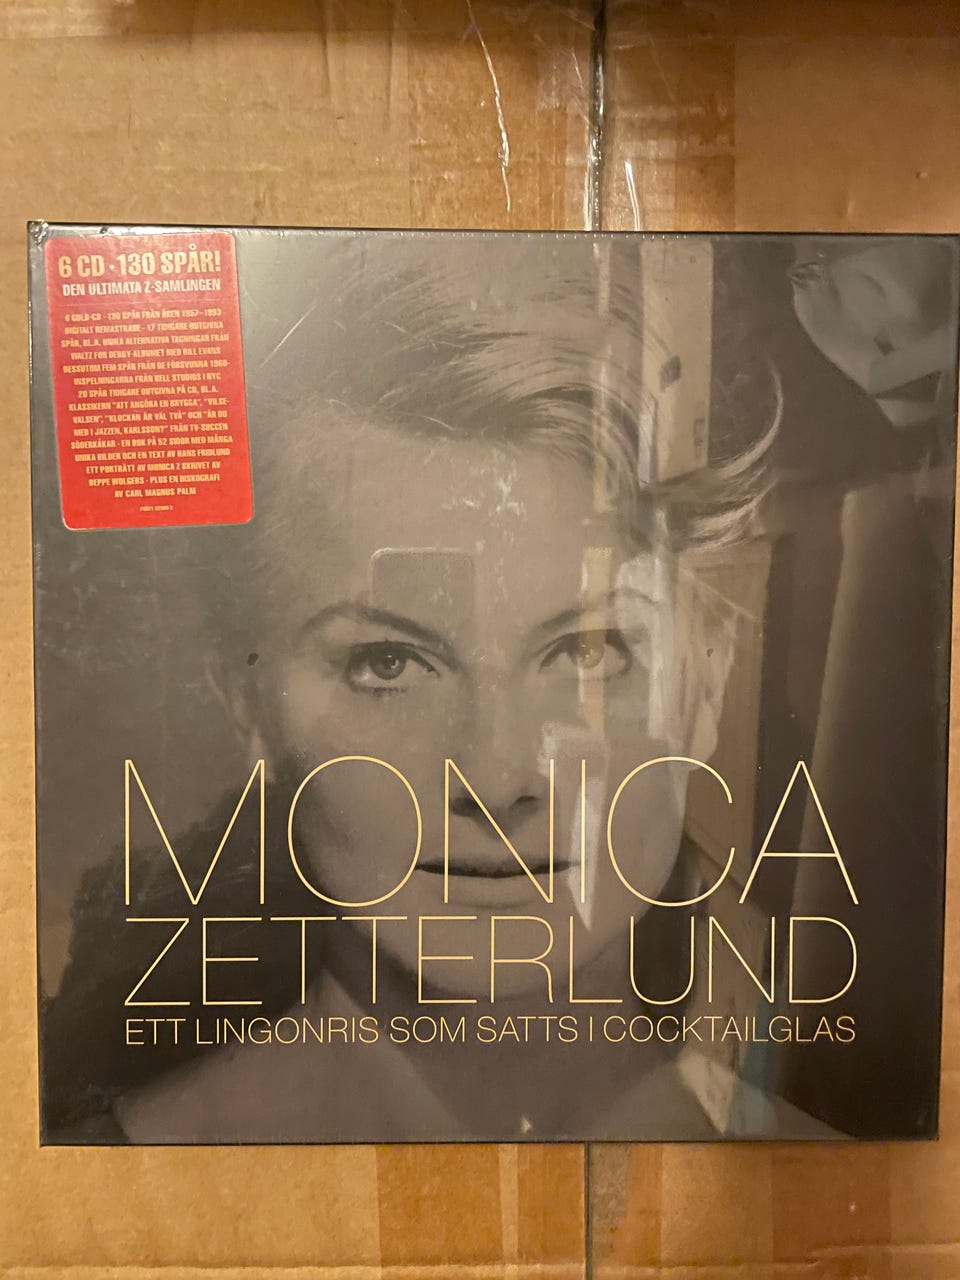 6 CD · 130 SPÅR!
DEN ULTIMATA Z-SAMLINGEN
6 GOLD-CD · 130 SPÅR FRÅN ÅREN 1957–1993
DIGITALT REMASTRADE · 17 TIDIGARE OUTGIVNA
SPÅR, BL.A. UNIKA ALTERNATIVA TAGNINGAR FRÅN
WALTZ FOR DEBBY-ALBUMET MED BILL EVANS
DESSUTOM FEM SPÅR FRÅN DE FÖRSVUNNA 1960-
INSPELNINGARNA FRÅN BELL STUDIOS I NYC
20 SPÅR TIDIGARE OUTGIVNA PÅ CD, BL.A.
KLASSIKERN "ATT ANGÖRA EN BRYGGA", "VILSE-
VALSEN", "KLOCKAN ÄR VÄL TVÅ" OCH "ÄR DU
MED I JAZZEN, KARLSSON?" FRÅN TV-SUCCÉN
SÖDERKÅKAR · EN BOK PÅ 52 SIDOR MED MÅNGA
UNIKA BILDER OCH EN TEXT AV HANS FRIDLUND
ETT PORTRÄTT AV MONICA Z SKRIVET AV
BEPPE WOLGERS · PLUS EN DISKOGRAFI
AV CARL MAGNUS PALM
MONICA
ZETTERLUND
ETT LINGONRIS SOM SATTS I COCKTAILGLAS